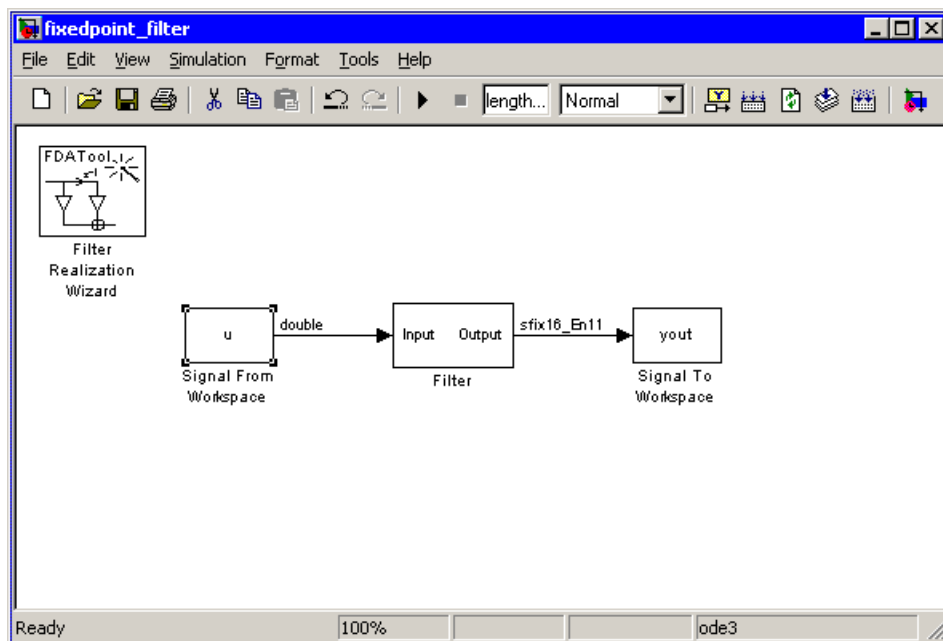 fixedpoint_filter
File Edit View Simulation Format Tools Help
length... Normal
FDATool
Filter
Realization
Wizard
u
double
Input Output
sfix16_En11
yout
Signal From
Workspace
Filter
Signal To
Workspace
Ready 100% ode3